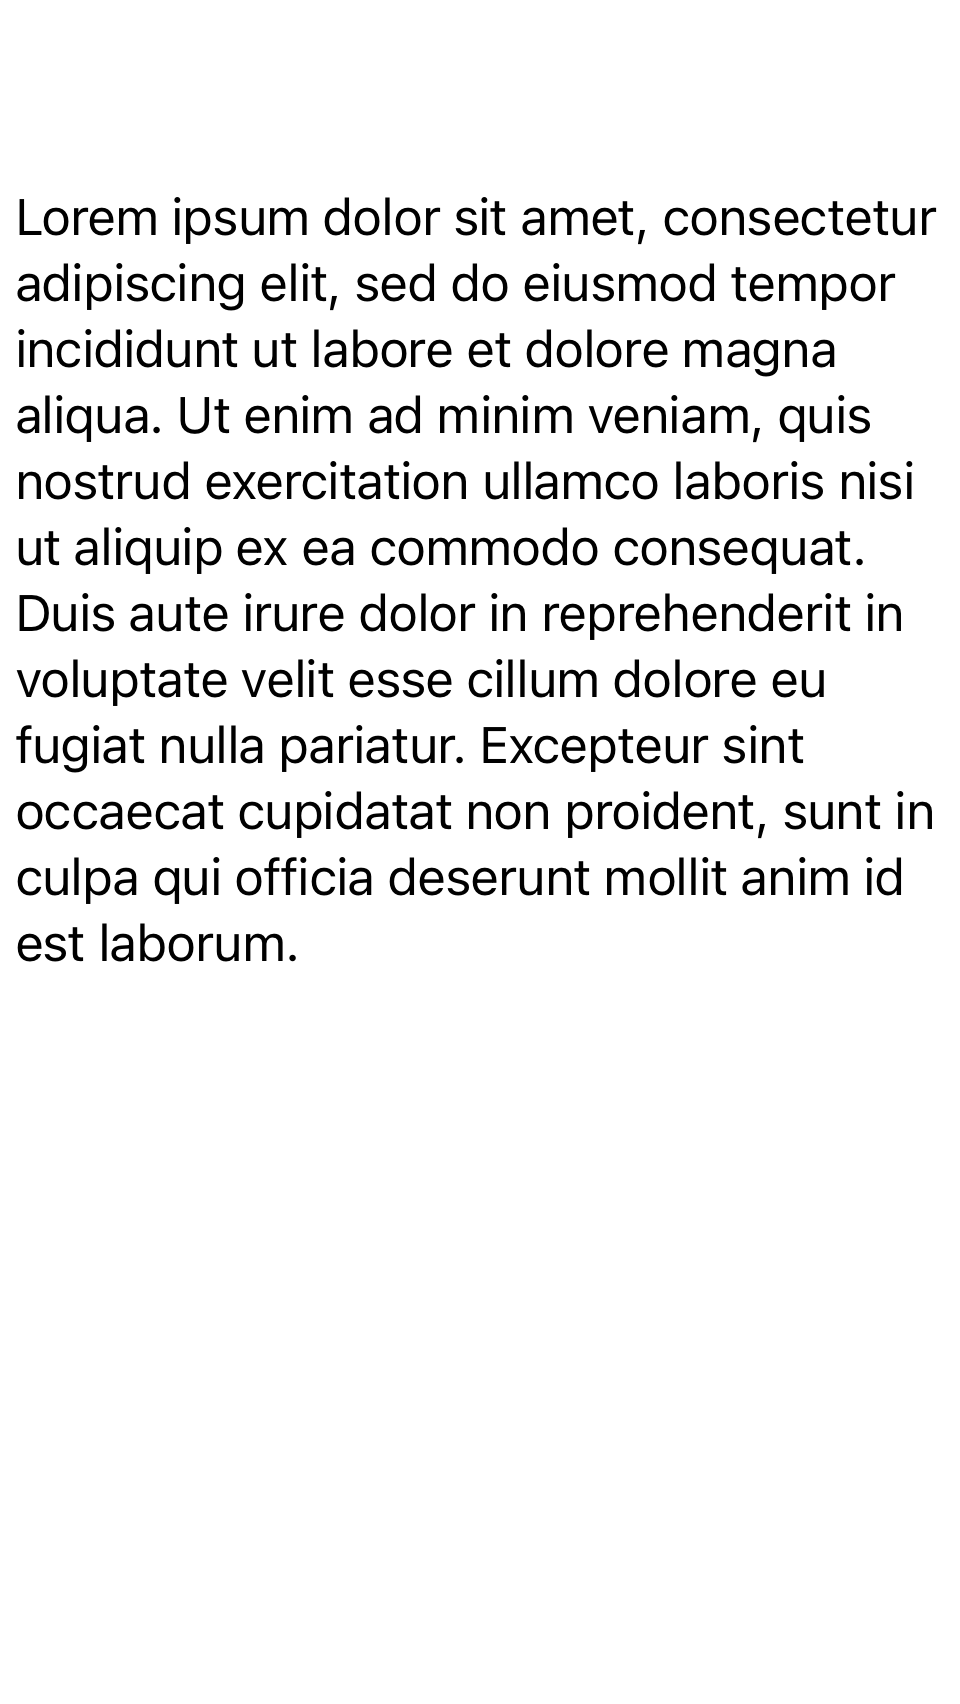 Lorem ipsum dolor sit amet, consectetur
adipiscing elit, sed do eiusmod tempor
incididunt ut labore et dolore magna
aliqua. Ut enim ad minim veniam, quis
nostrud exercitation ullamco laboris nisi
ut aliquip ex ea commodo consequat.
Duis aute irure dolor in reprehenderit in
voluptate velit esse cillum dolore eu
fugiat nulla pariatur. Excepteur sint
occaecat cupidatat non proident, sunt in
culpa qui officia deserunt mollit anim id
est laborum.